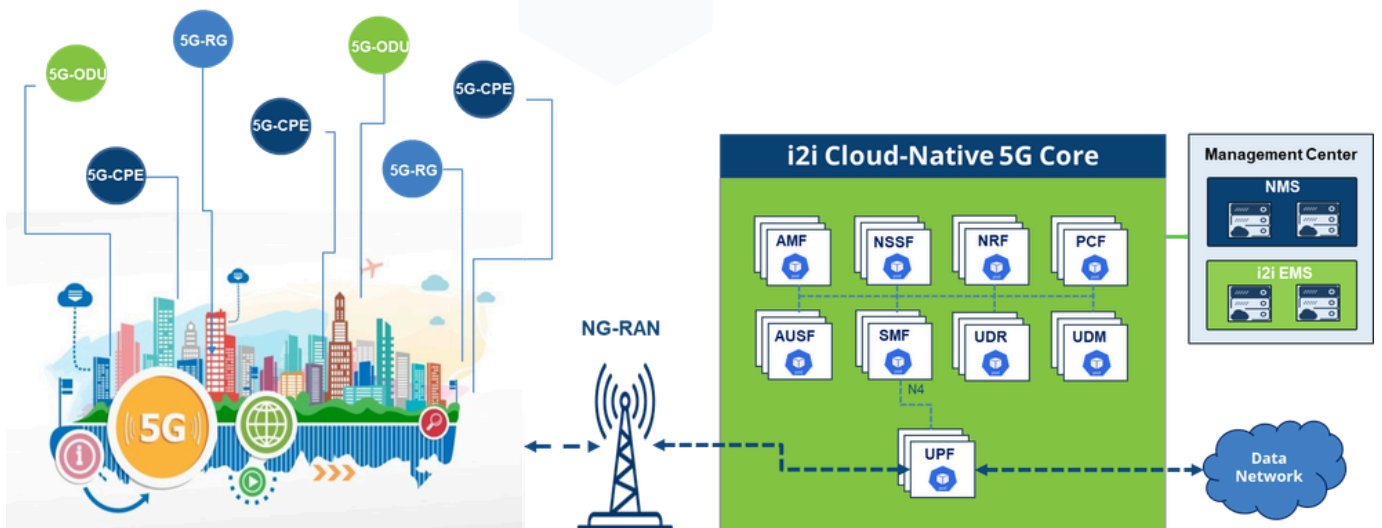 5G-RG
5G-ODU
5G-ODU
5G-CPE
5G-CPE
5G-CPE
5G-RG
5G
i
NG-RAN
i2i Cloud-Native 5G Core
AMF
NSSF
NRF
PCF
AUSF
SMF
UDR
UDM
N4
UPF
Management Center
NMS
i2i EMS
Data
Network